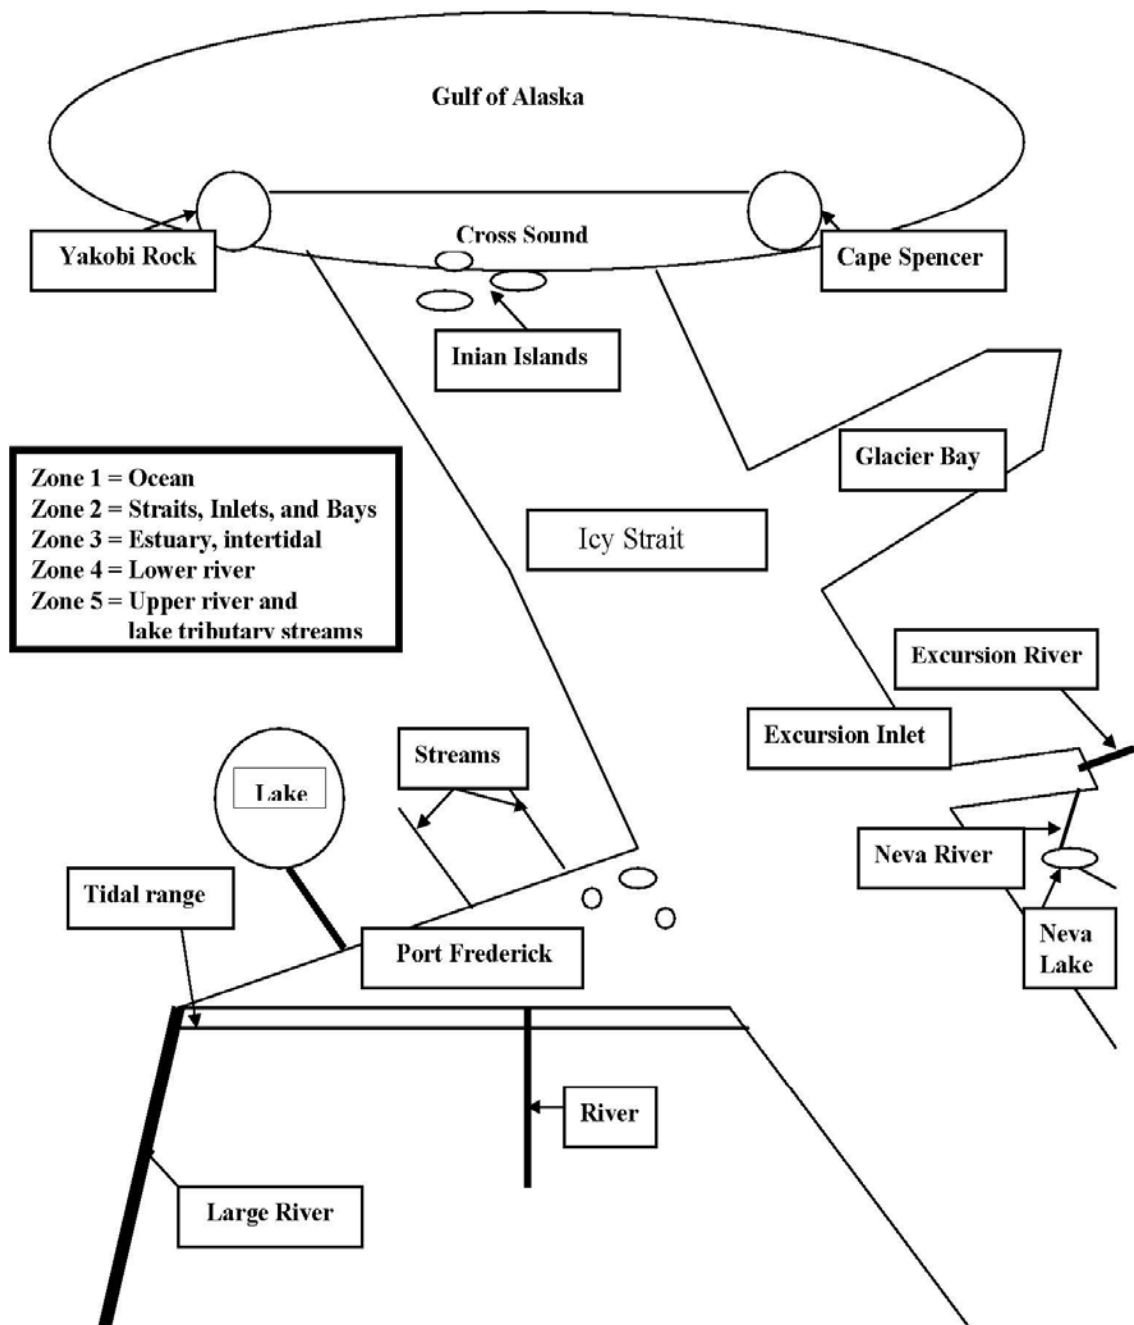 Gulf of Alaska
Cross Sound
Yakobi Rock
Cape Spencer
Inian Islands
Glacier Bay
Zone 1 = Ocean
Zone 2 = Straits, Inlets, and Bays
Zone 3 = Estuary, intertidal
Zone 4 = Lower river
Zone 5 = Upper river and
lake tributary streams
Icy Strait
Excursion River
Excursion Inlet
Streams
Lake
Neva River
Tidal range
Neva
Lake
Port Frederick
River
Large River